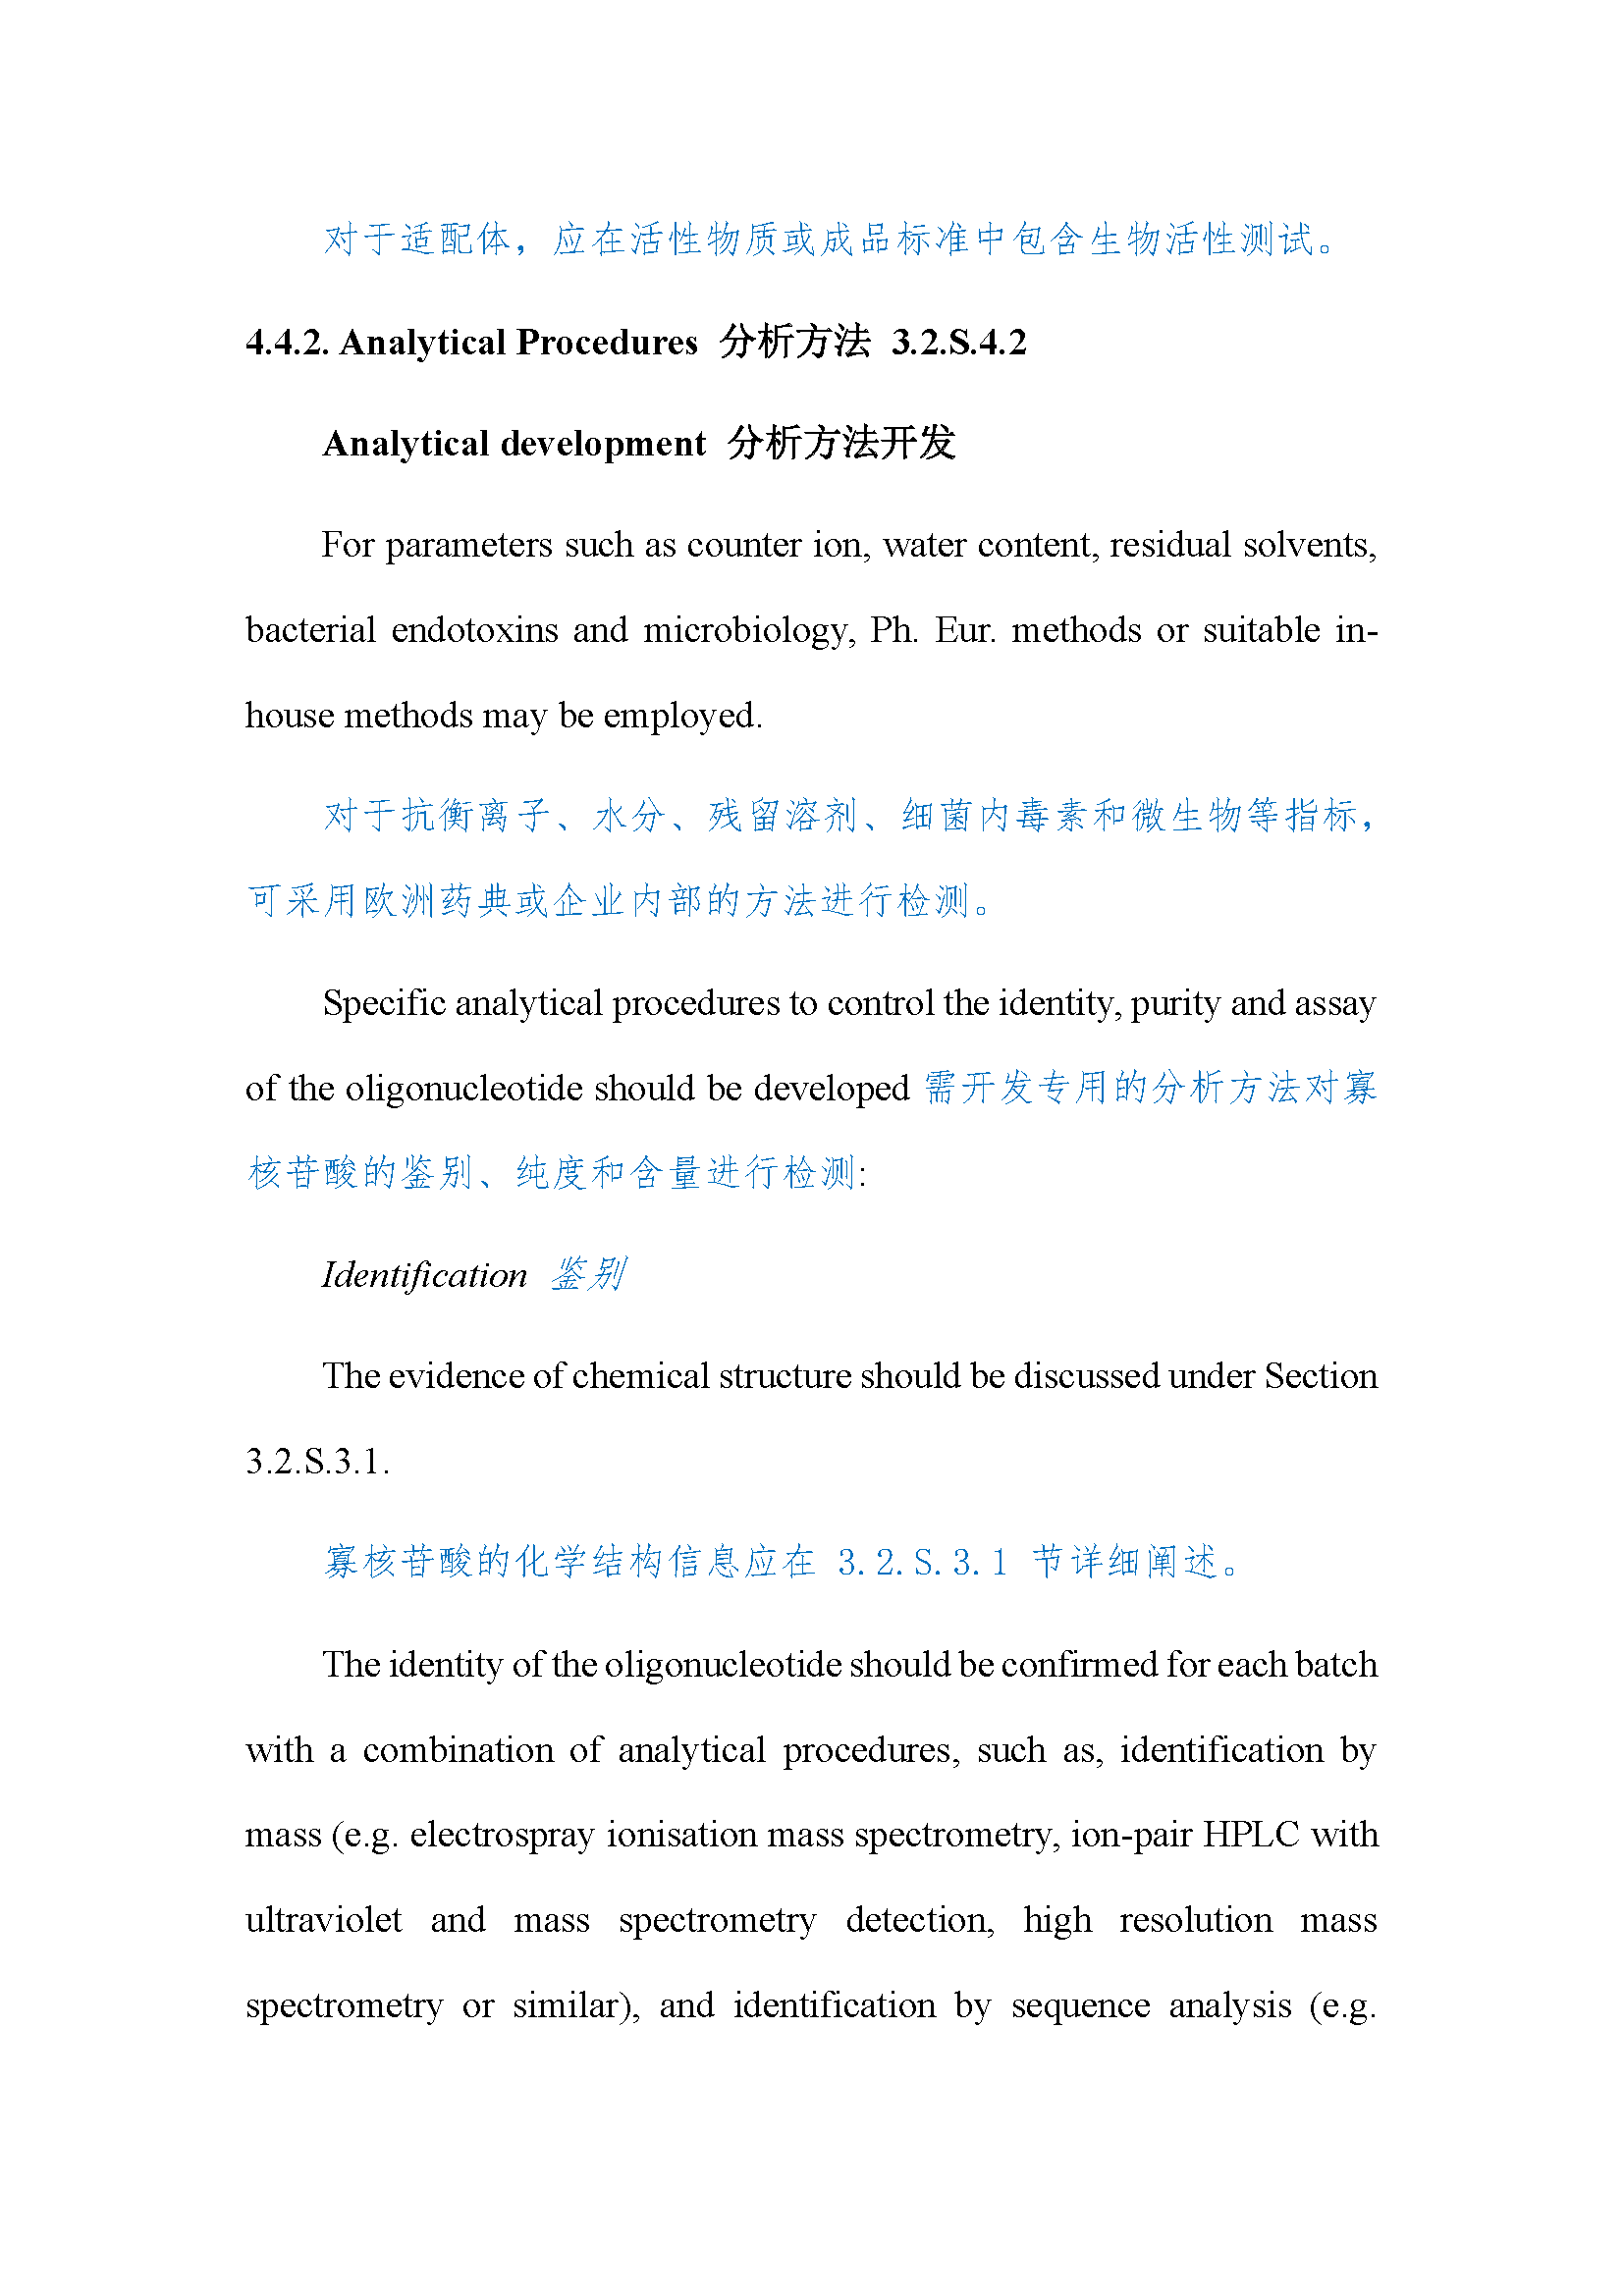 对于适配体，应在活性物质或成品标准中包含生物活性测试。
4.4.2. Analytical Procedures 分析方法 3.2.S.4.2
Analytical development 分析方法开发
For parameters such as counter ion, water content, residual solvents,
bacterial endotoxins and microbiology, Ph. Eur. methods or suitable in-
house methods may be employed.
对于抗衡离子、水分、残留溶剂、细菌内毒素和微生物等指标，
可采用欧洲药典或企业内部的方法进行检测。
Specific analytical procedures to control the identity, purity and assay
of the oligonucleotide should be developed 需开发专用的分析方法对寡
核苷酸的鉴别、纯度和含量进行检测:
Identification 鉴别
The evidence of chemical structure should be discussed under Section
3.2.S.3.1.
寡核苷酸的化学结构信息应在 3.2.S.3.1 节详细阐述。
The identity of the oligonucleotide should be confirmed for each batch
with a combination of analytical procedures, such as, identification by
mass (e.g. electrospray ionisation mass spectrometry, ion-pair HPLC with
ultraviolet and mass spectrometry detection, high resolution mass
spectrometry or similar), and identification by sequence analysis (e.g.